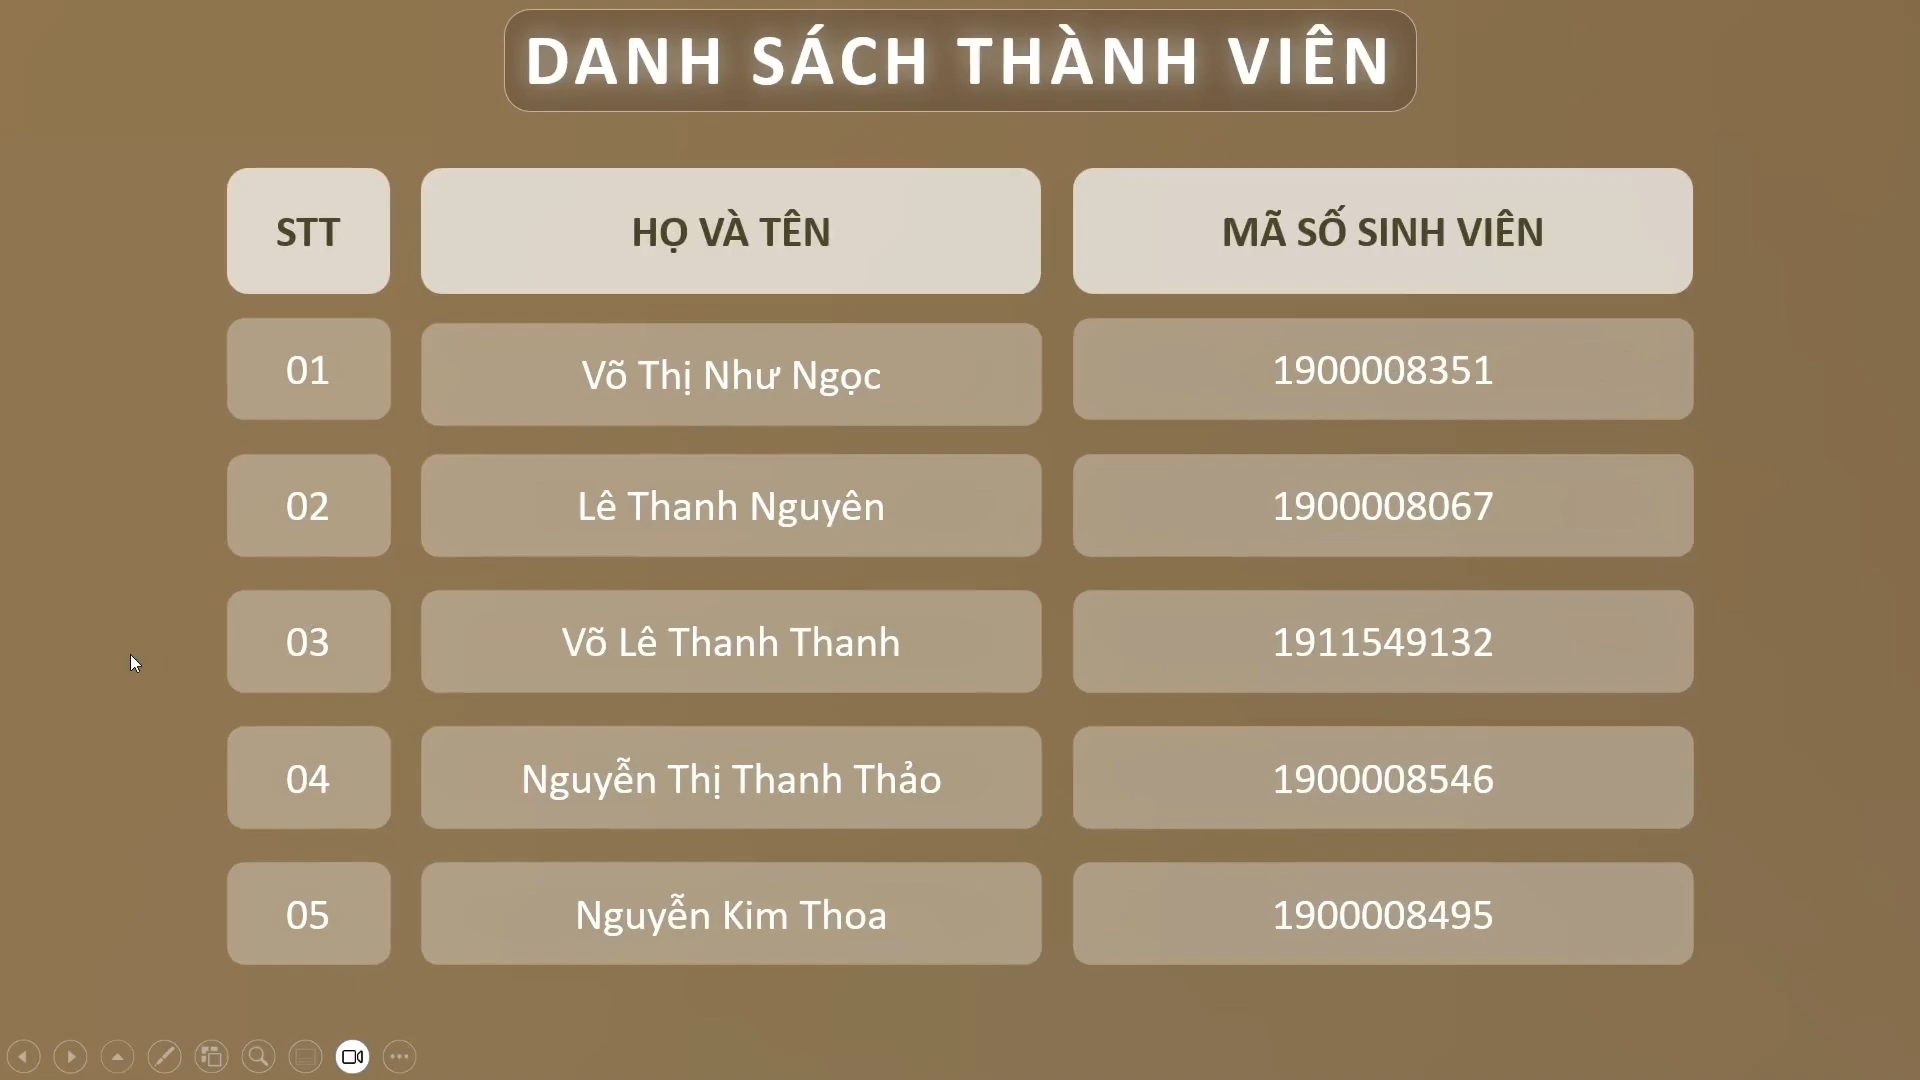 DANH SÁCH THÀNH VIÊN
STT HỌ VÀ TÊN MÃ SỐ SINH VIÊN
01 Võ Thị Như Ngọc 1900008351
02 Lê Thanh Nguyên 1900008067
03 Võ Lê Thanh Thanh 1911549132
04 Nguyễn Thị Thanh Thảo 1900008546
05 Nguyễn Kim Thoa 1900008495